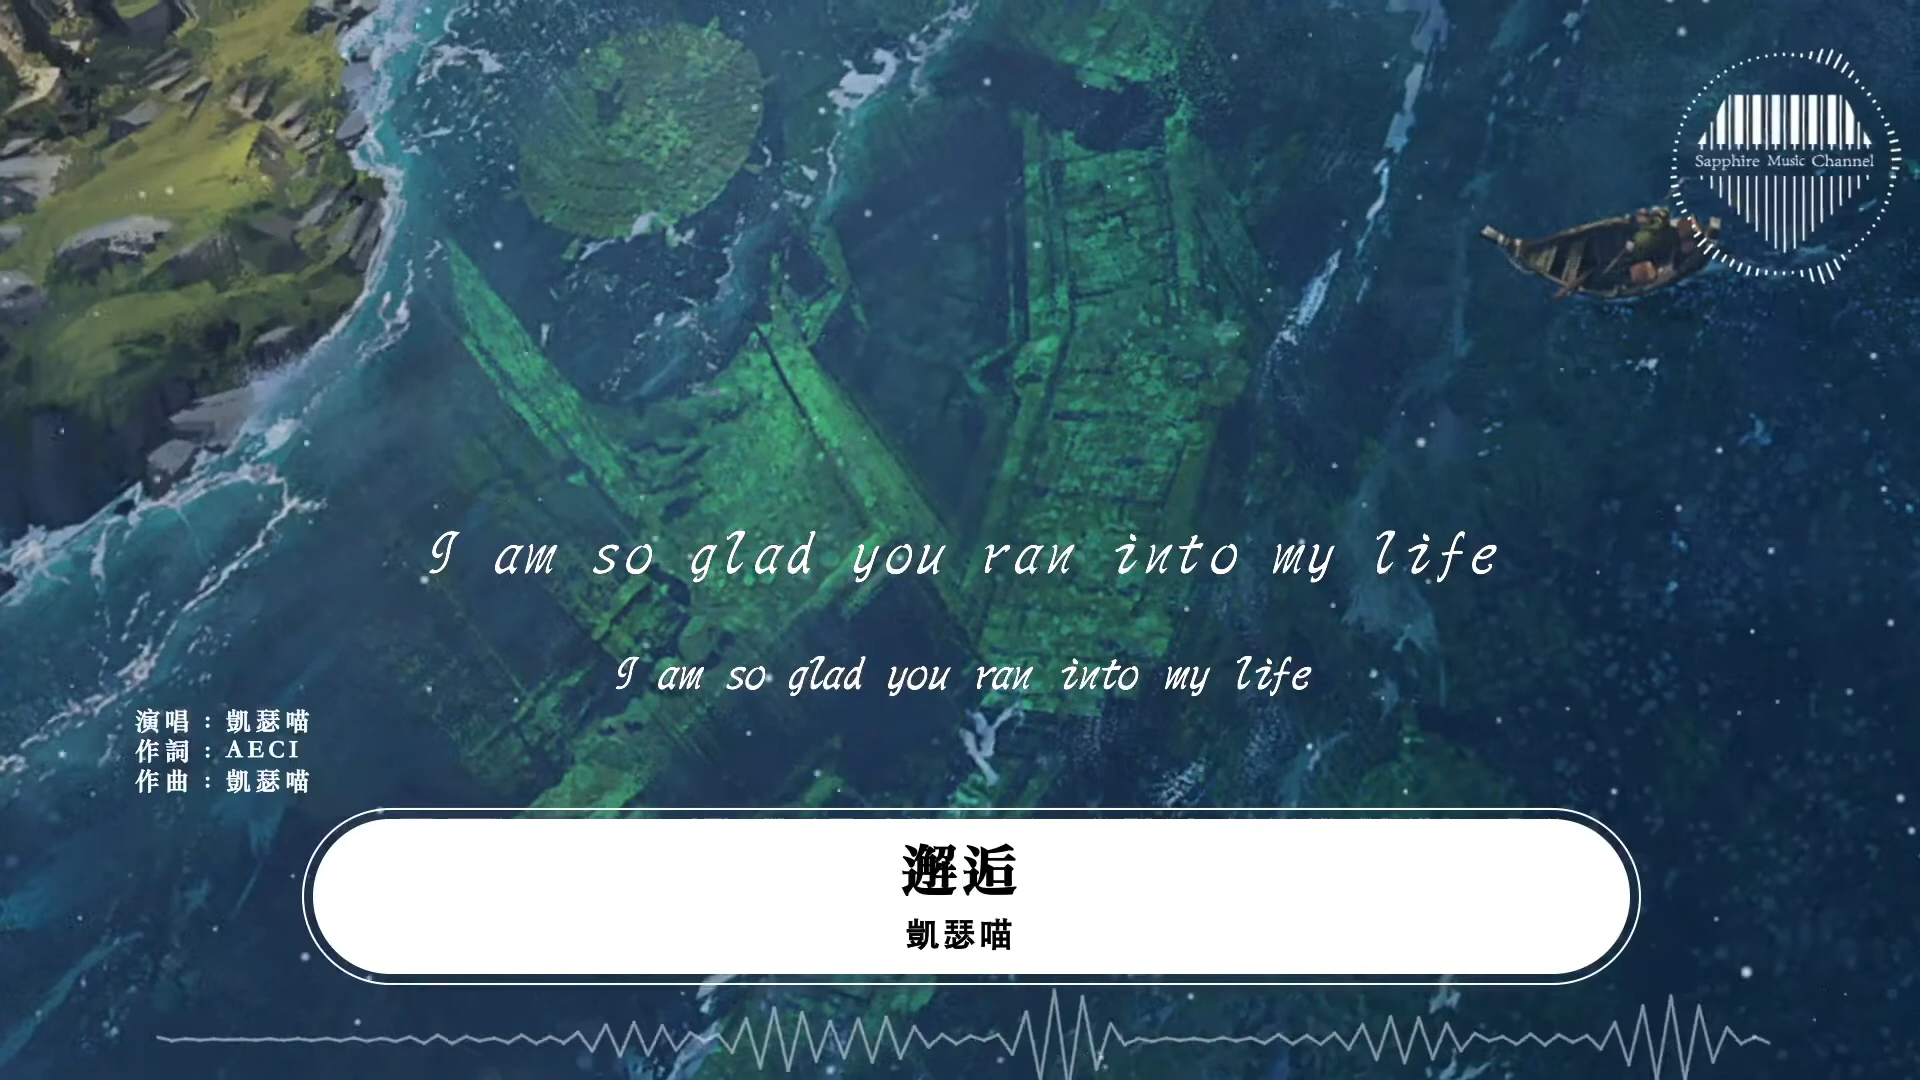 Sapphire Music Channel
I am so glad you ran into my life
I am so glad you ran into my life
演唱：凱瑟喵
作詞：AECI
作曲：凱瑟喵
邂逅
凱瑟喵